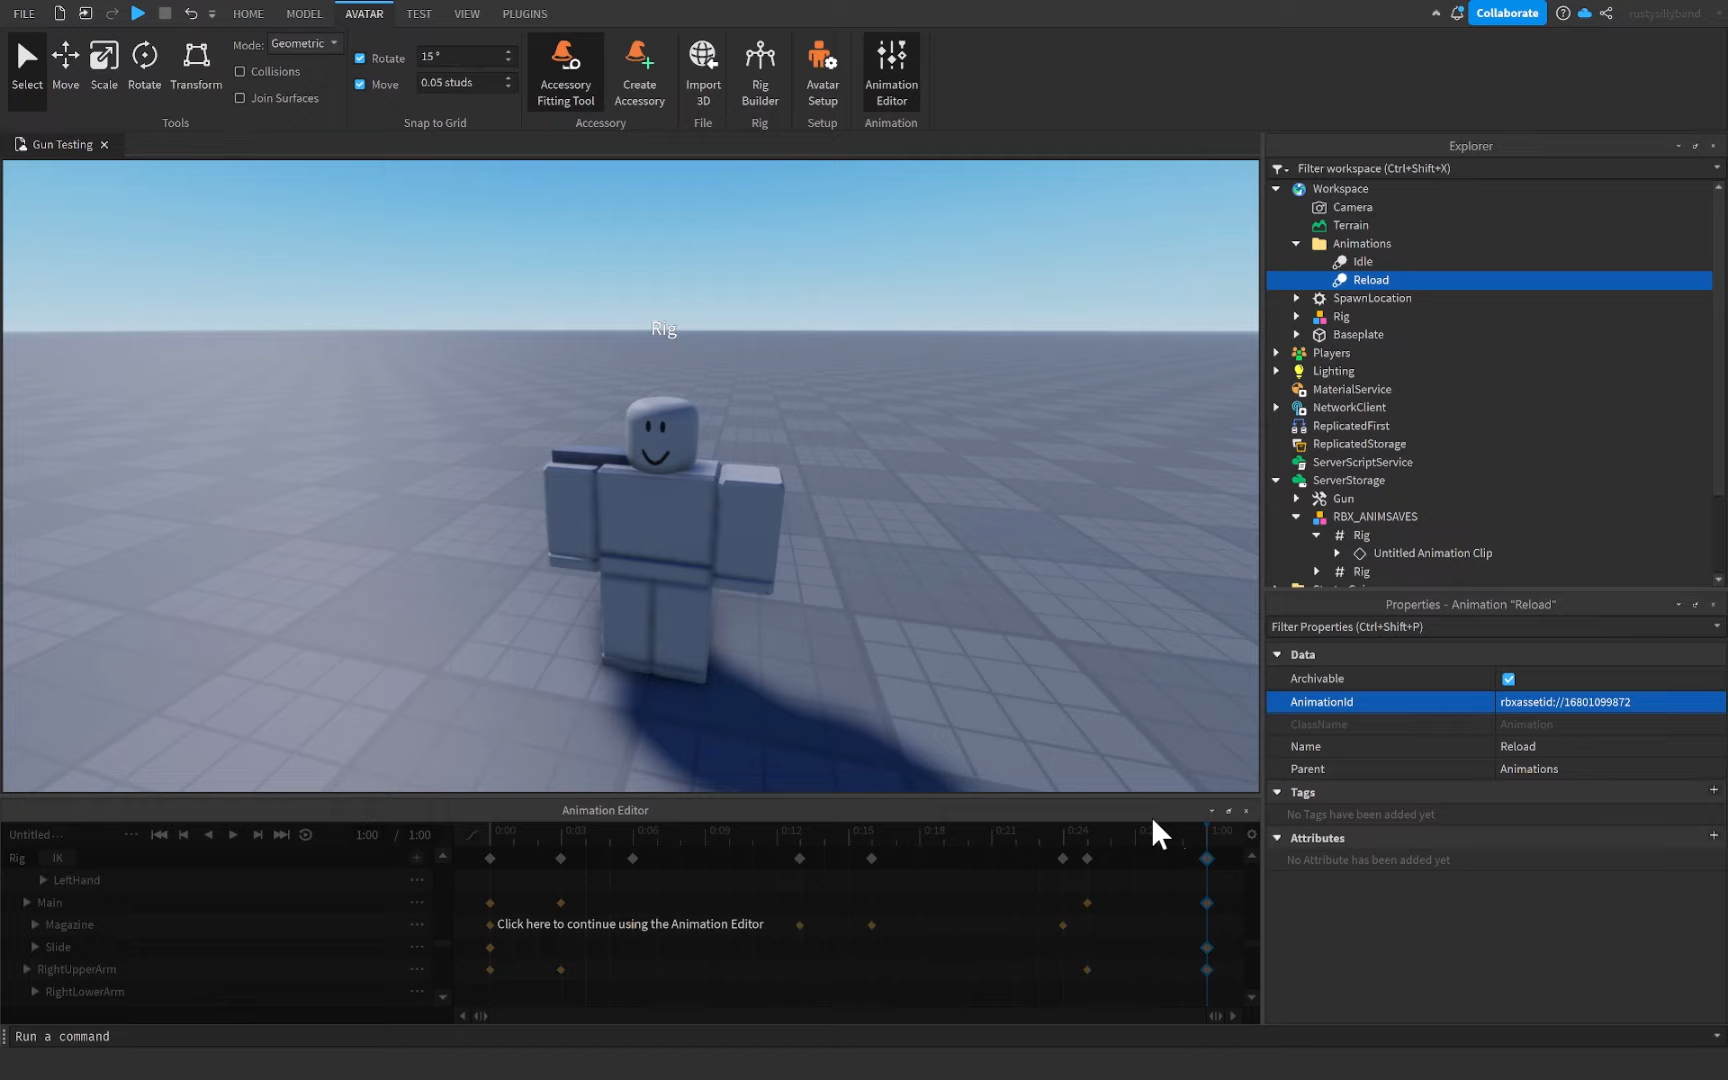 FILE HOME MODEL AVATAR TEST VIEW PLUGINS Collaborate rustysillyband
Select Move Scale Rotate Transform
Mode: Geometric
Collisions
Join Surfaces
Tools
Rotate 15°
Move 0.05 studs
Snap to Grid
Accessory Fitting Tool
Create Accessory
Accessory
Import 3D
File
Rig Builder
Rig
Avatar Setup
Setup
Animation Editor
Animation
Gun Testing
Rig
Explorer
Filter workspace (Ctrl+Shift+X)
Workspace
Camera
Terrain
Animations
Idle
Reload
SpawnLocation
Rig
Baseplate
Players
Lighting
MaterialService
NetworkClient
ReplicatedFirst
ReplicatedStorage
ServerScriptService
ServerStorage
Gun
RBX_ANIMSAVES
Rig
Untitled Animation Clip
Rig
Properties - Animation "Reload"
Filter Properties (Ctrl+Shift+P)
Data
Archivable
AnimationId rbxassetid://16801099872
ClassName Animation
Name Reload
Parent Animations
Tags
No Tags have been added yet
Attributes
No Attribute has been added yet
Animation Editor
Untitled... 1:00 / 1:00 0:00 0:03 0:06 0:09 0:12 0:15 0:18 0:21 0:24 1:00
Rig IK
LeftHand
Main
Magazine
Click here to continue using the Animation Editor
Slide
RightUpperArm
RightLowerArm
Run a command